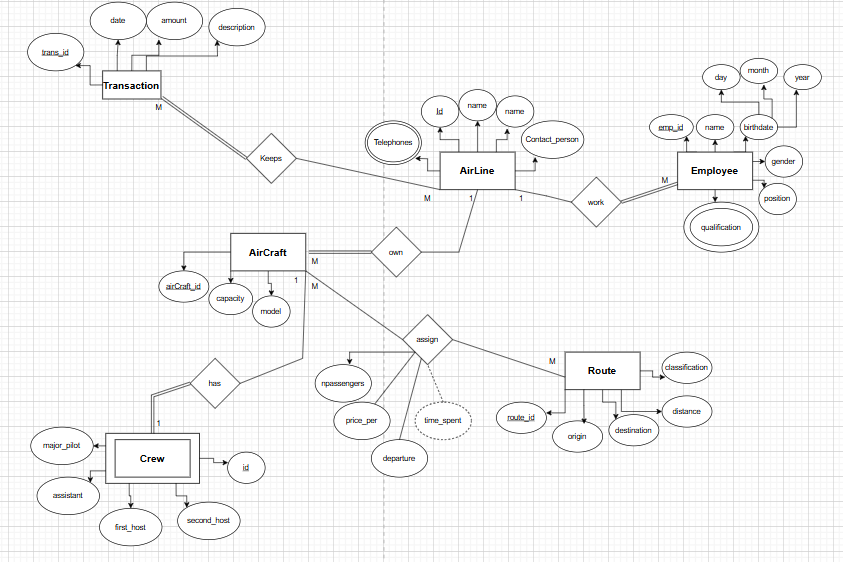 date
amount
description
trans_id
Transaction
M
Keeps
Telephones
Id
name
name
Contact_person
AirLine
M
1
1
work
day
month
year
emp_id
name
birthdate
gender
Employee
M
position
qualification
AirCraft
M
1
M
own
airCraft_id
capacity
model
assign
has
npassengers
price_per
time_spent
departure
M
Route
classification
distance
route_id
origin
destination
1
major_pilot
Crew
id
assistant
first_host
second_host